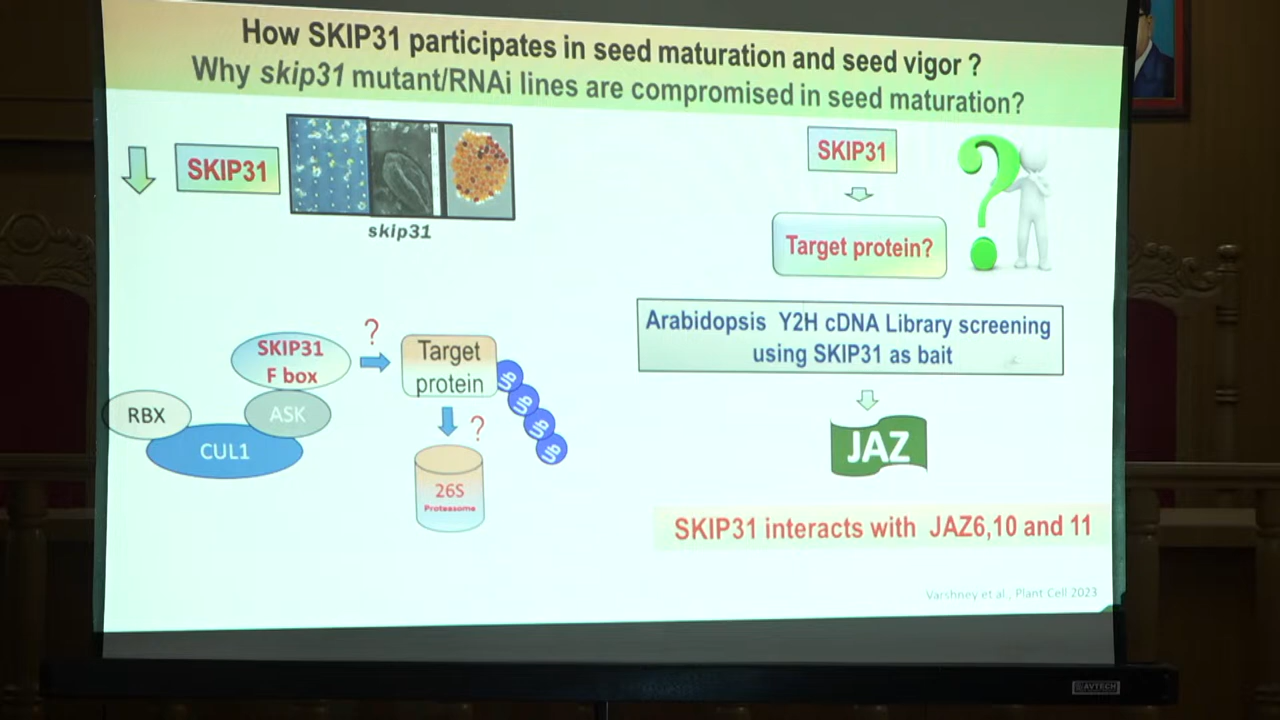 How SKIP31 participates in seed maturation and seed vigor ?
Why skip31 mutant/RNAi lines are compromised in seed maturation?
SKIP31
skip31
SKIP31
F box
?
Target
protein
RBX
ASK
CUL1
Ub
Ub
Ub
Ub
?
26S
Proteasome
SKIP31
Target protein?
Arabidopsis Y2H cDNA Library screening
using SKIP31 as bait
JAZ
SKIP31 interacts with JAZ6,10 and 11
Varshney et al., Plant Cell 2023
AVTECH